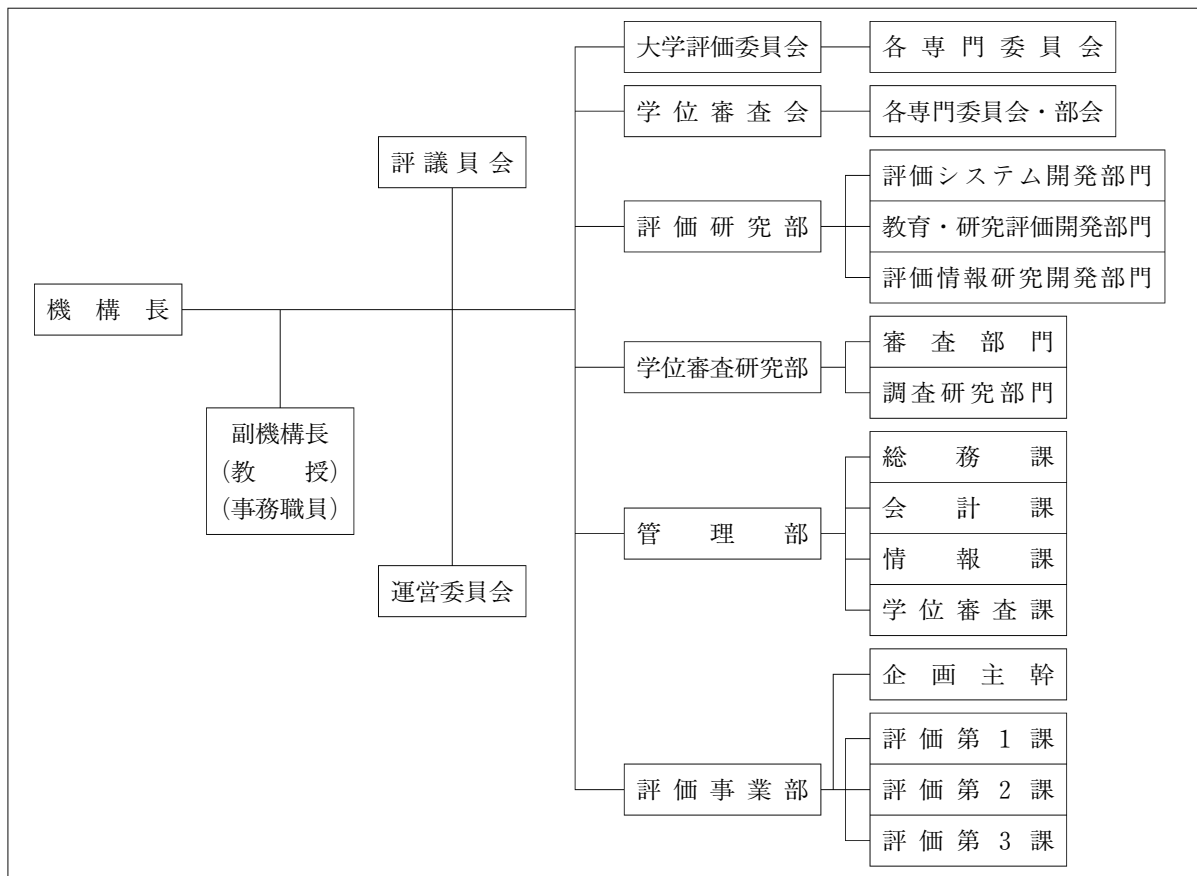 機構長
副機構長
(教授)
(事務職員)
評議員会
運営委員会
大学評価委員会
各専門委員会
学位審査会
各専門委員会・部会
評価研究部
評価システム開発部門
教育・研究評価開発部門
評価情報研究開発部門
学位審査研究部
審査部門
調査研究部門
管理部
総務課
会計課
情報課
学位審査課
評価事業部
企画主幹
評価第1課
評価第2課
評価第3課